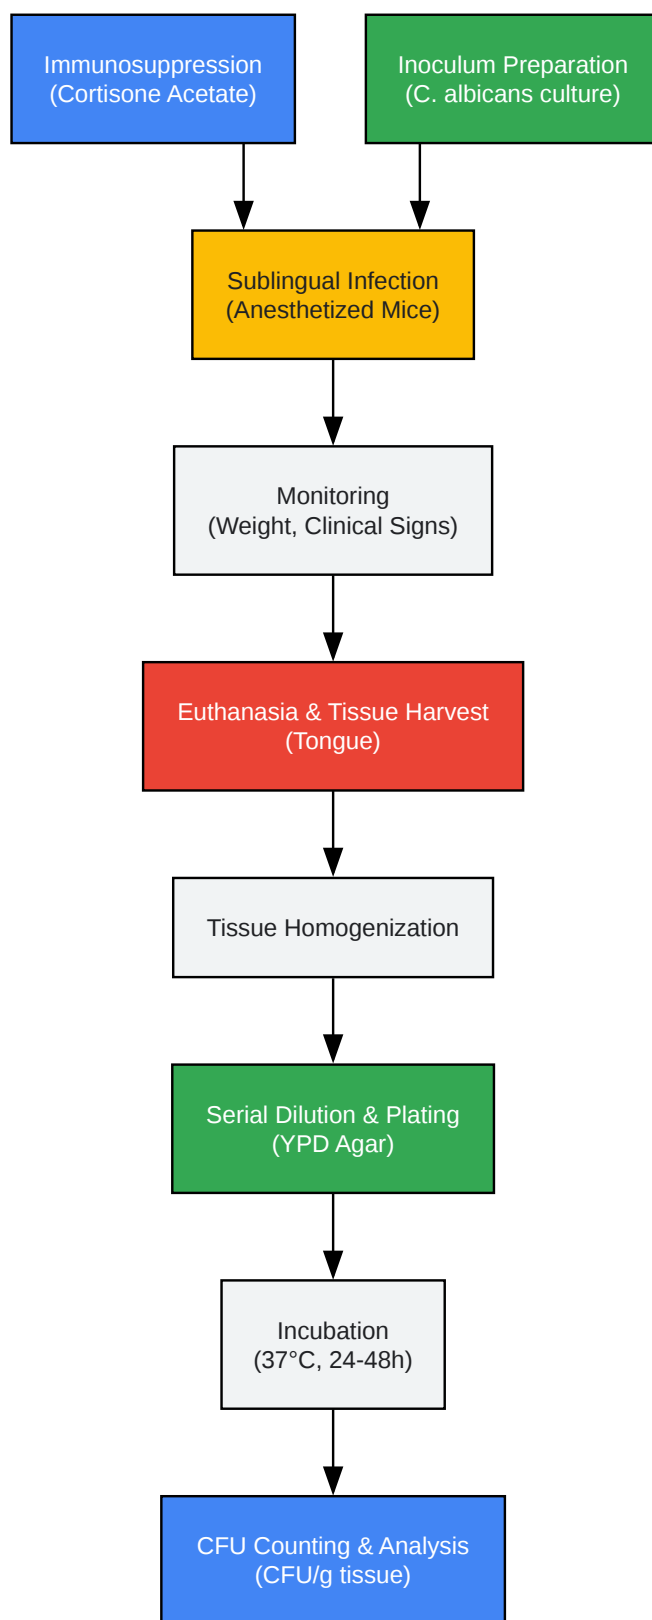 Immunosuppression
(Cortisone Acetate)
Inoculum Preparation
(C. albicans culture)
Sublingual Infection
(Anesthetized Mice)
Monitoring
(Weight, Clinical Signs)
Euthanasia & Tissue Harvest
(Tongue)
Tissue Homogenization
Serial Dilution & Plating
(YPD Agar)
Incubation
(37°C, 24-48h)
CFU Counting & Analysis
(CFU/g tissue)